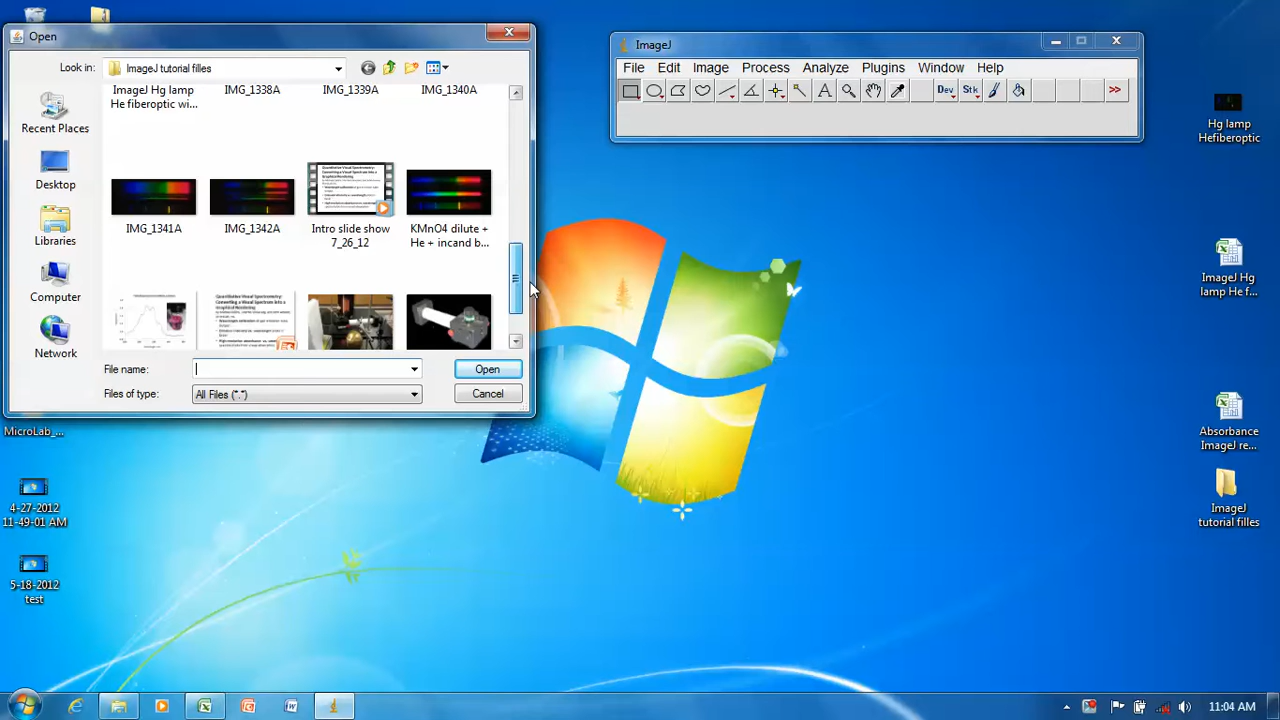 Open
Look in:
ImageJ tutorial filles
Recent Places
Desktop
Libraries
Computer
Network
ImageJ Hg lamp
He fiberoptic wi...
IMG_1338A
IMG_1339A
IMG_1340A
IMG_1341A
IMG_1342A
Intro slide show
7_26_12
KMnO4 dilute +
He + incand b...
File name:
Open
Files of type:
All Files (*.*)
Cancel
ImageJ
File Edit Image Process Analyze Plugins Window Help
Dev
Stk
>>
Hg lamp
Hefiberoptic
ImageJ Hg
lamp He f...
Absorbance
ImageJ re...
ImageJ
tutorial filles
MicroLab_...
4-27-2012
11-49-01 AM
5-18-2012
test
11:04 AM